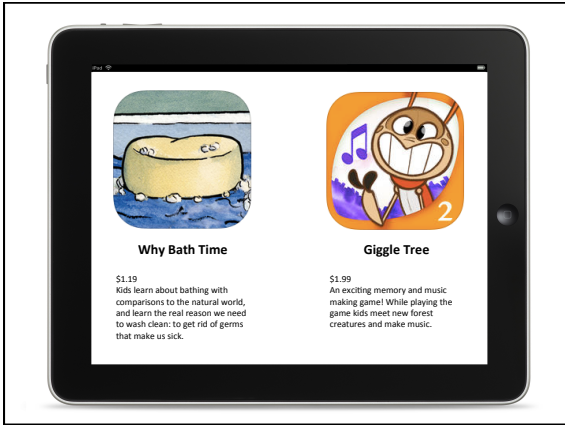 iPad
2
Why Bath Time
Giggle Tree
$1.19
Kids learn about bathing with
comparisons to the natural world,
and learn the real reason we need
to wash clean: to get rid of germs
that make us sick.
$1.99
An exciting memory and music
making game! While playing the
game kids meet new forest
creatures and make music.